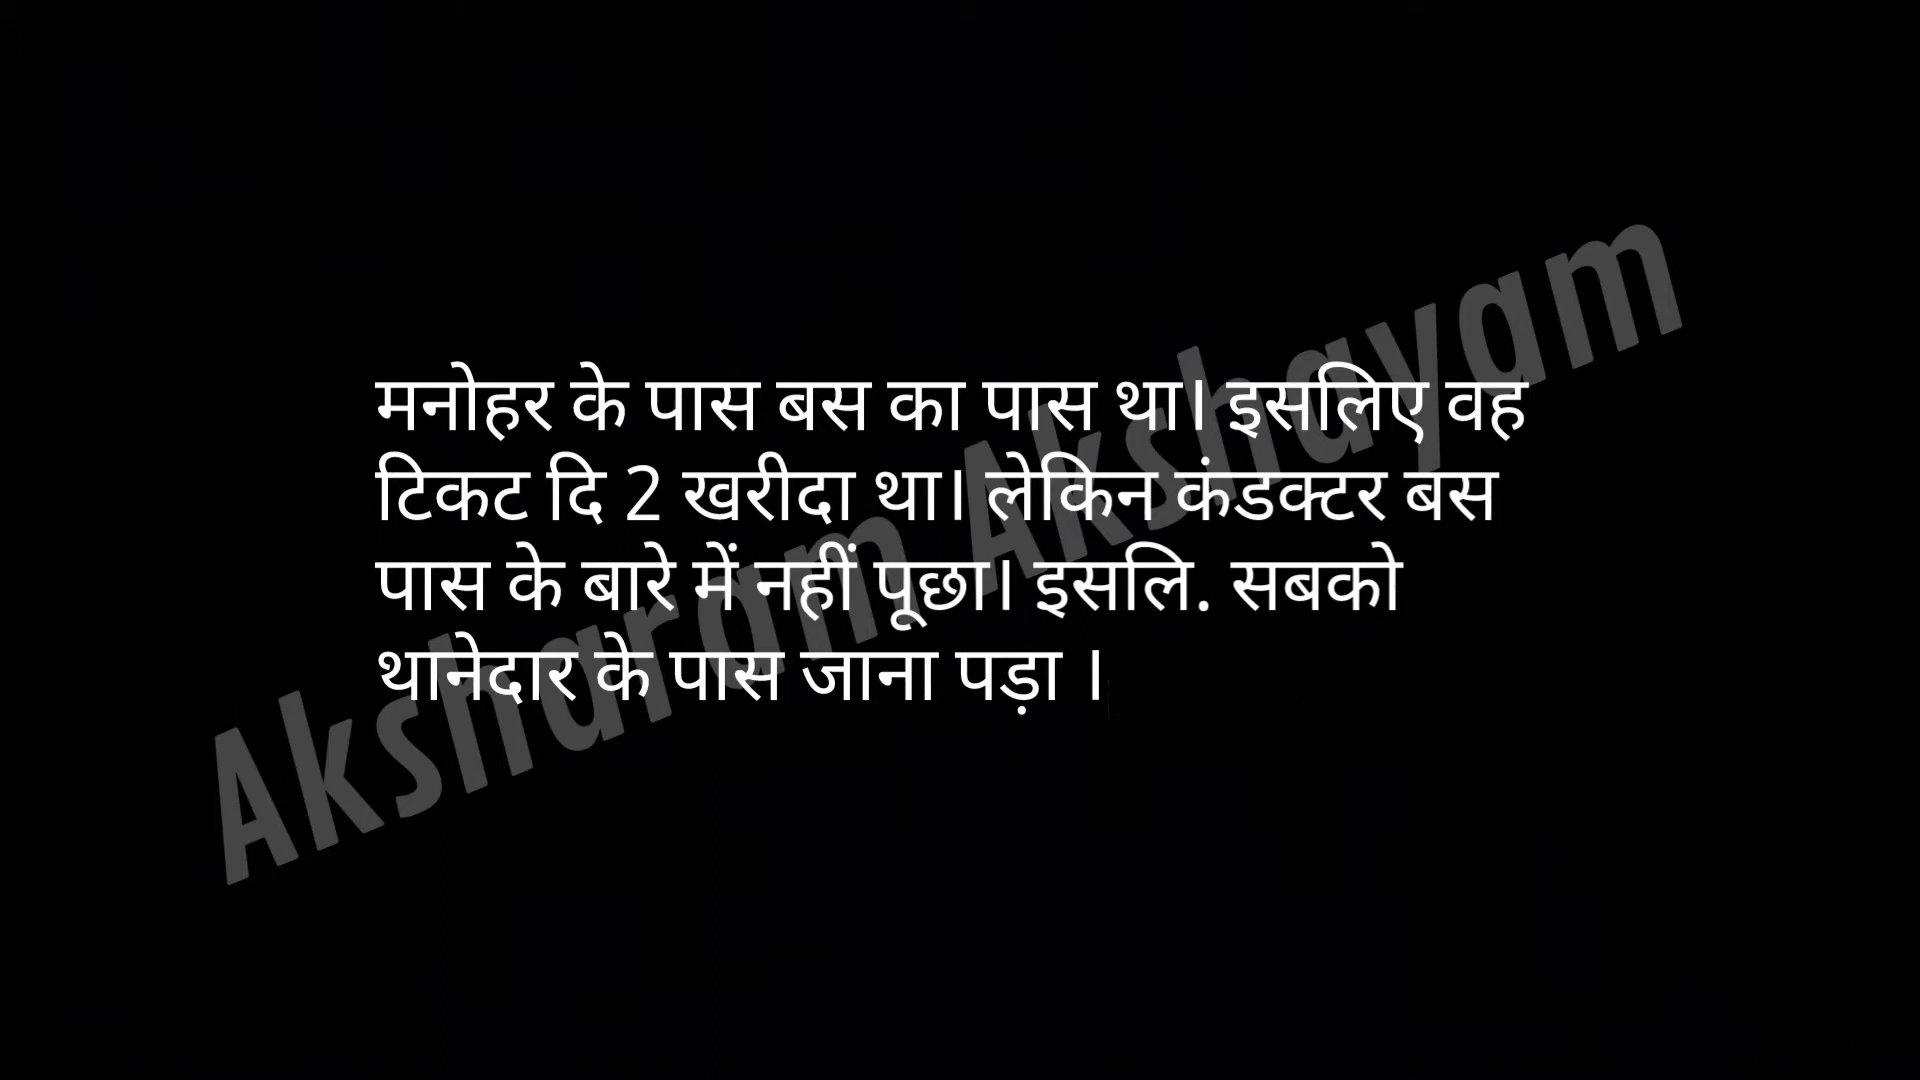 मनोहर के पास बस का पास था। इसलिए वह
टिकट दि 2 खरीदा था। लेकिन कंडक्टर बस
पास के बारे में नहीं पूछा। इसलि. सबको
थानेदार के पास जाना पड़ा ।
Aksharam Akshayam